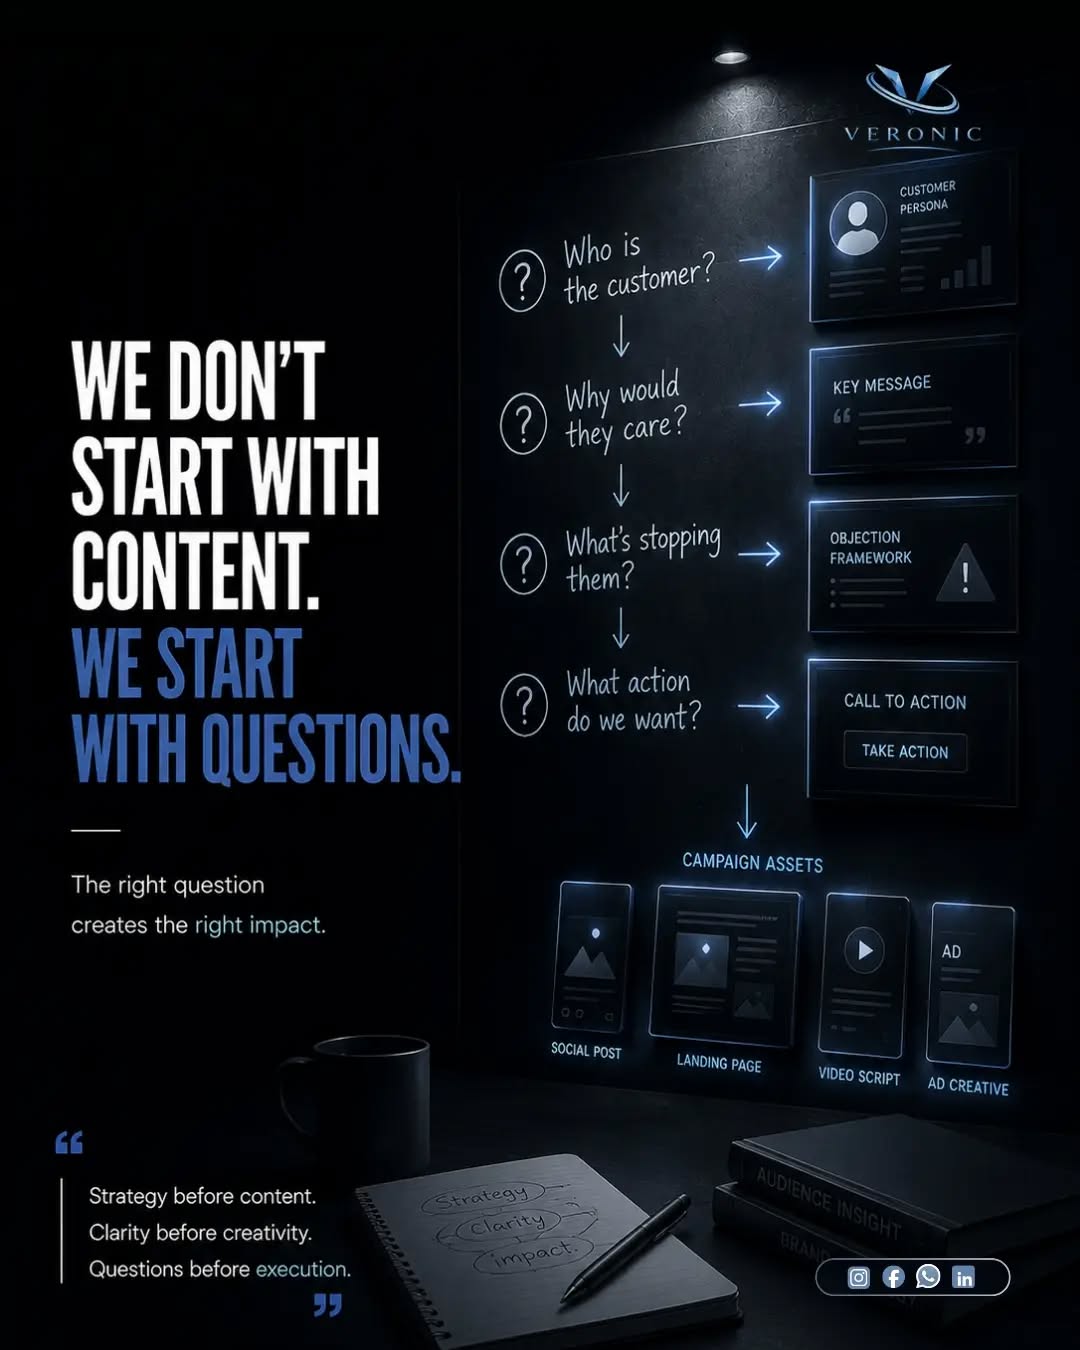 VERONIC
WE DON'T
START WITH
CONTENT.
WE START
WITH QUESTIONS.
The right question
creates the right impact.
? Who is
the customer?
CUSTOMER
PERSONA
? Why would
they care?
KEY MESSAGE
“ ”
? What's stopping
them?
OBJECTION
FRAMEWORK
!
? What action
do we want?
CALL TO ACTION
TAKE ACTION
CAMPAIGN ASSETS
AD
SOCIAL POST
LANDING PAGE
VIDEO SCRIPT
AD CREATIVE
“
Strategy before content.
Clarity before creativity.
Questions before execution.
”
Strategy
Clarity
impact.
AUDIENCE INSIGHT
in